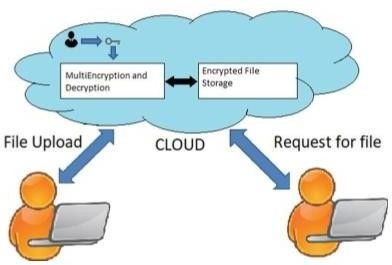 MultiEncryption and
Decryption
Encrypted File
Storage
File Upload
CLOUD
Request for file